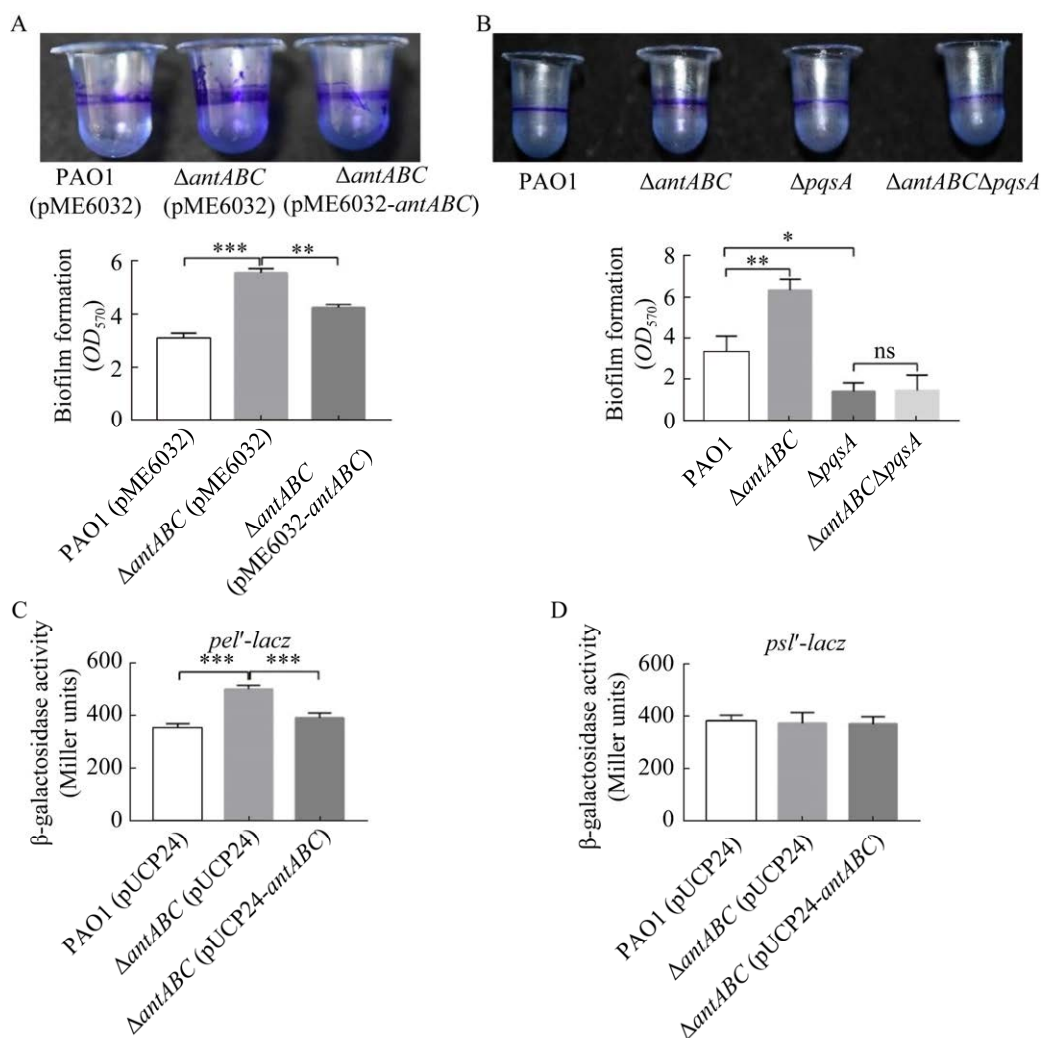 A
PAO1
(pME6032)
ΔantABC
(pME6032)
ΔantABC
(pME6032-antABC)
Biofilm formation
(OD570)
6
4
2
0
***
**
PAO1 (pME6032)
ΔantABC (pME6032)
ΔantABC
(pME6032-antABC)
B
PAO1
ΔantABC
ΔpqsA
ΔantABCΔpqsA
Biofilm formation
(OD570)
8
6
4
2
0
*
**
ns
PAO1
ΔantABC
ΔpqsA
ΔantABCΔpqsA
C
pel′-lacz
β-galactosidase activity
(Miller units)
600
400
200
0
***
***
PAO1 (pUCP24)
ΔantABC (pUCP24)
ΔantABC (pUCP24-antABC)
D
psl′-lacz
β-galactosidase activity
(Miller units)
600
400
200
0
PAO1 (pUCP24)
ΔantABC (pUCP24)
ΔantABC (pUCP24-antABC)